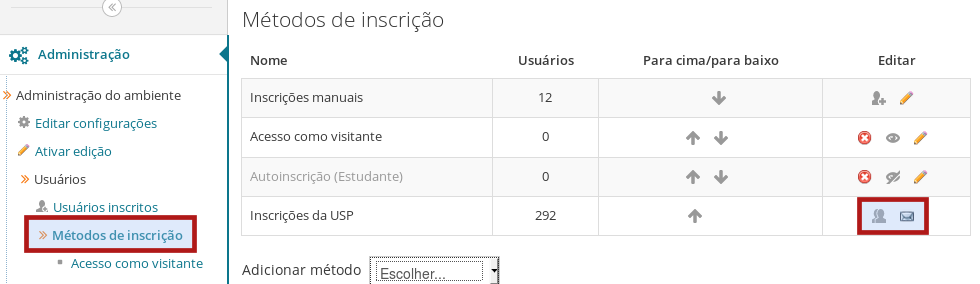 Administração
Administração do ambiente
Editar configurações
Ativar edição
Usuários
Usuários inscritos
Métodos de inscrição
Acesso como visitante
Métodos de inscrição
Nome Usuários Para cima/para baixo Editar
Inscrições manuais 12
Acesso como visitante 0
Autoinscrição (Estudante) 0
Inscrições da USP 292
Adicionar método Escolher...